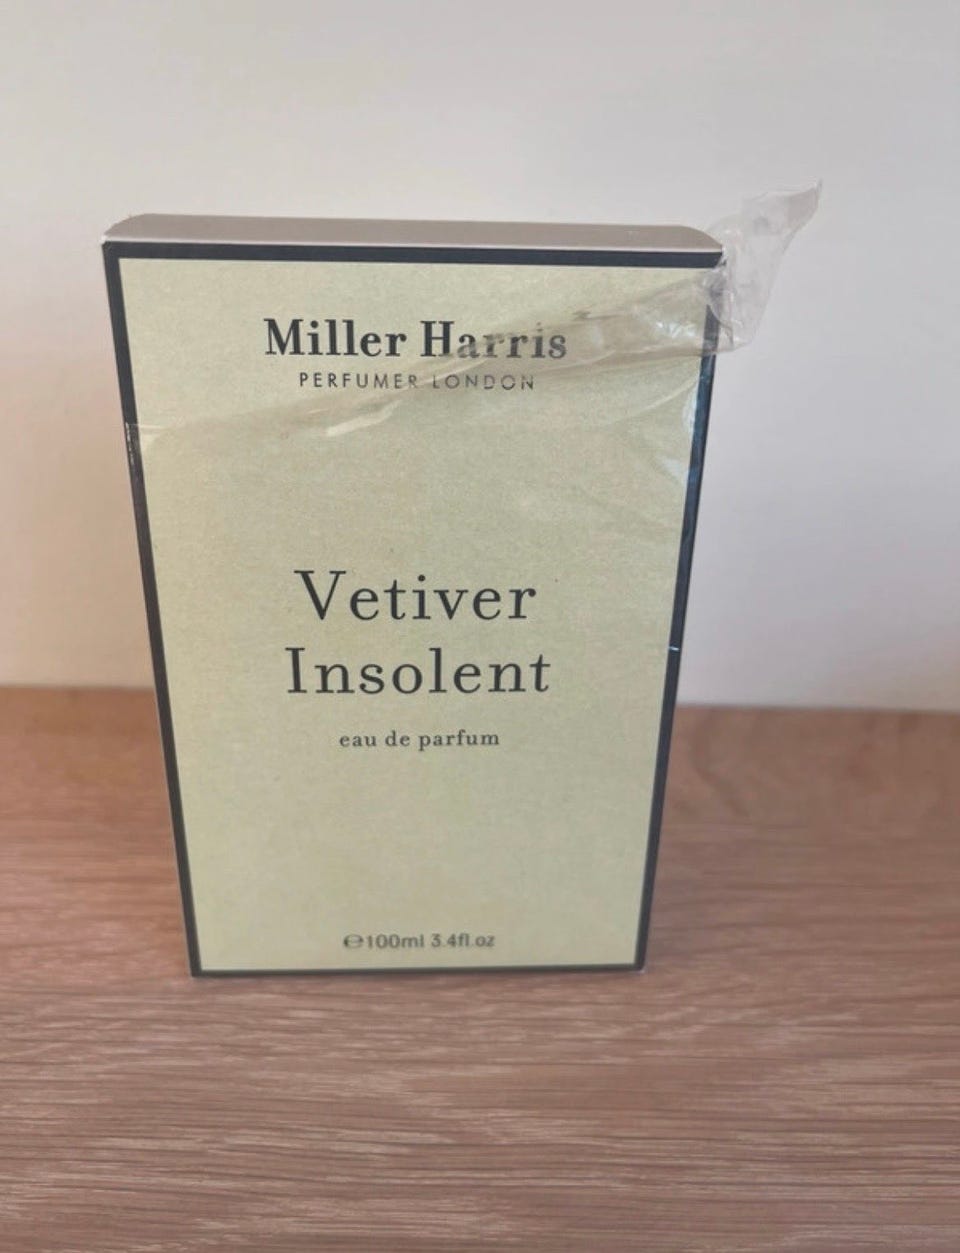 Miller Harris
PERFUMER LONDON
Vetiver
Insolent
eau de parfum
℮100ml 3.4fl.oz